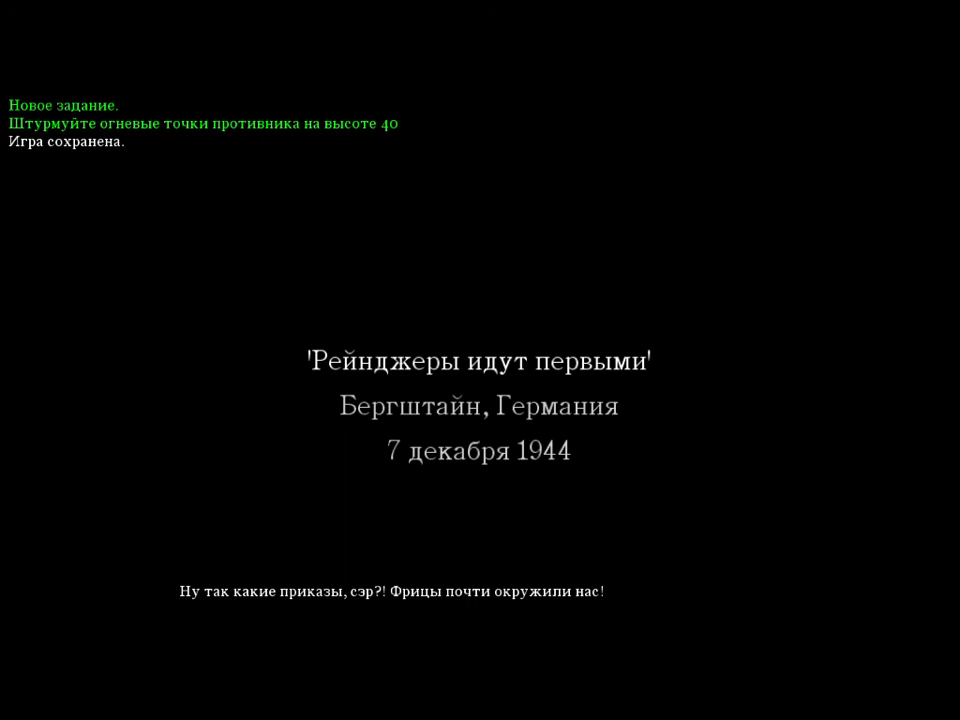 Новое задание.
Штурмуйте огневые точки противника на высоте 40
Игра сохранена.
'Рейнджеры идут первыми'
Бергштайн, Германия
7 декабря 1944
Ну так какие приказы, сэр?! Фрицы почти окружили нас!